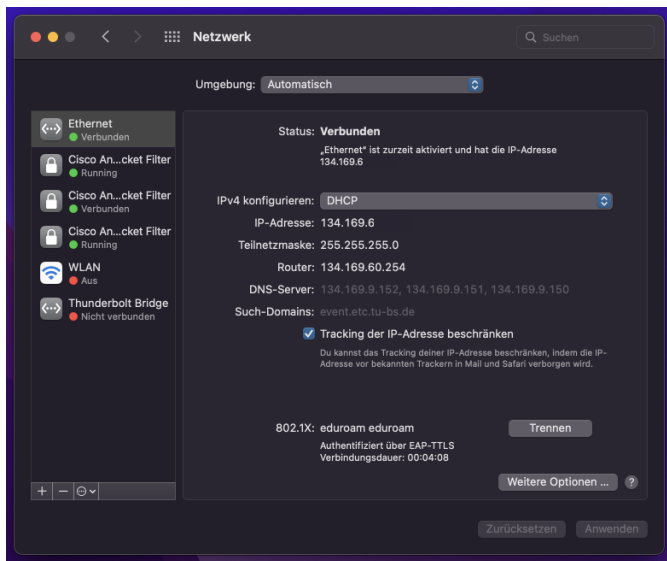 Netzwerk
Suchen
Umgebung: Automatisch
Ethernet
Verbunden
Cisco An...cket Filter
Running
Cisco An...cket Filter
Verbunden
Cisco An...cket Filter
Running
WLAN
Aus
Thunderbolt Bridge
Nicht verbunden
Status: Verbunden
„Ethernet“ ist zurzeit aktiviert und hat die IP-Adresse
134.169.6
IPv4 konfigurieren: DHCP
IP-Adresse: 134.169.6
Teilnetzmaske: 255.255.255.0
Router: 134.169.60.254
DNS-Server: 134.169.9.152, 134.169.9.151, 134.169.9.150
Such-Domains: event.etc.tu-bs.de
Tracking der IP-Adresse beschränken
Du kannst das Tracking deiner IP-Adresse beschränken, indem die IP-
Adresse vor bekannten Trackern in Mail und Safari verborgen wird.
802.1X: eduroam eduroam
Trennen
Authentifiziert über EAP-TTLS
Verbindungsdauer: 00:04:08
Weitere Optionen ... ?
Zurücksetzen
Anwenden